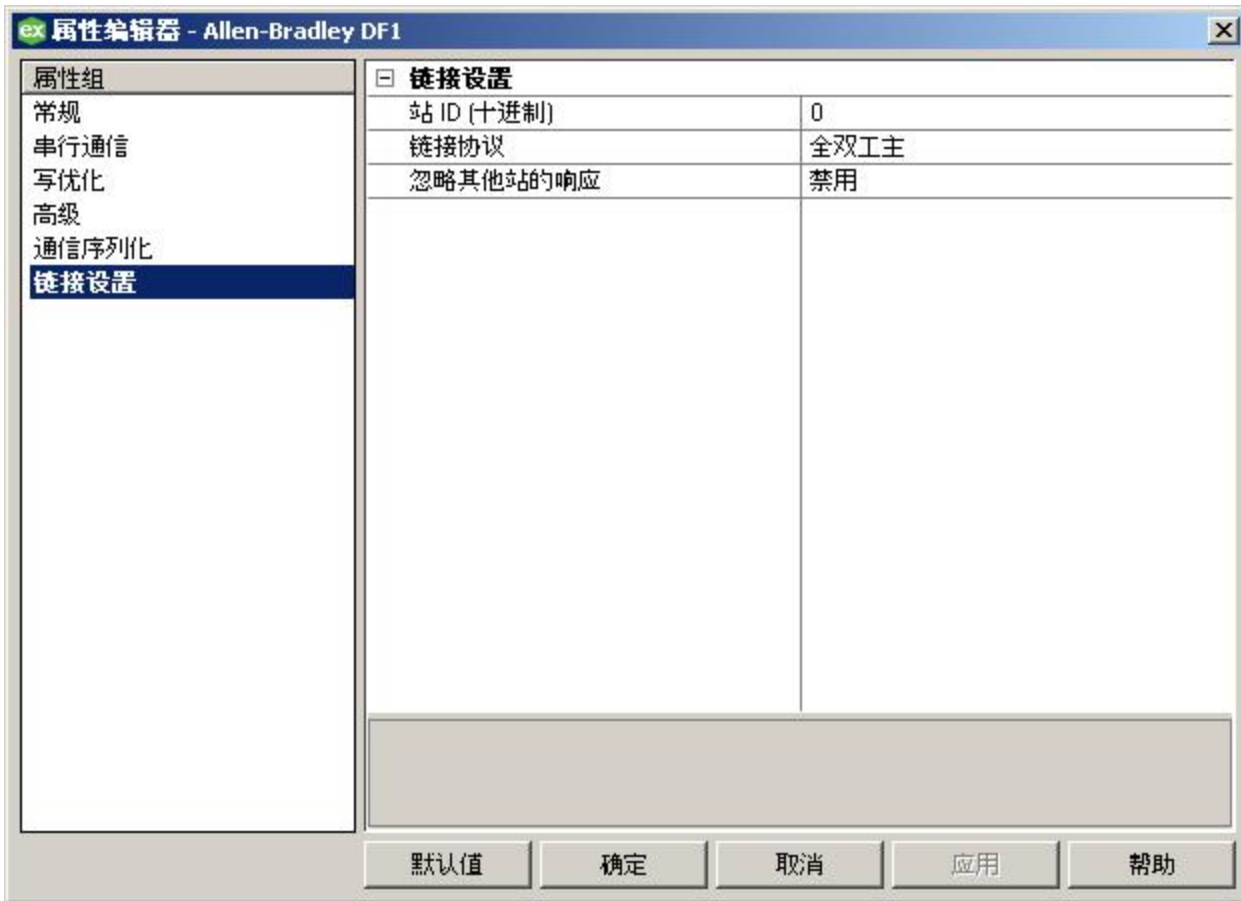 ex 属性编辑器 - Allen-Bradley DF1
属性组
常规
串行通信
写优化
高级
通信序列化
链接设置
链接设置
站 ID (十进制) 0
链接协议 全双工主
忽略其他站的响应 禁用
默认值 确定 取消 应用 帮助